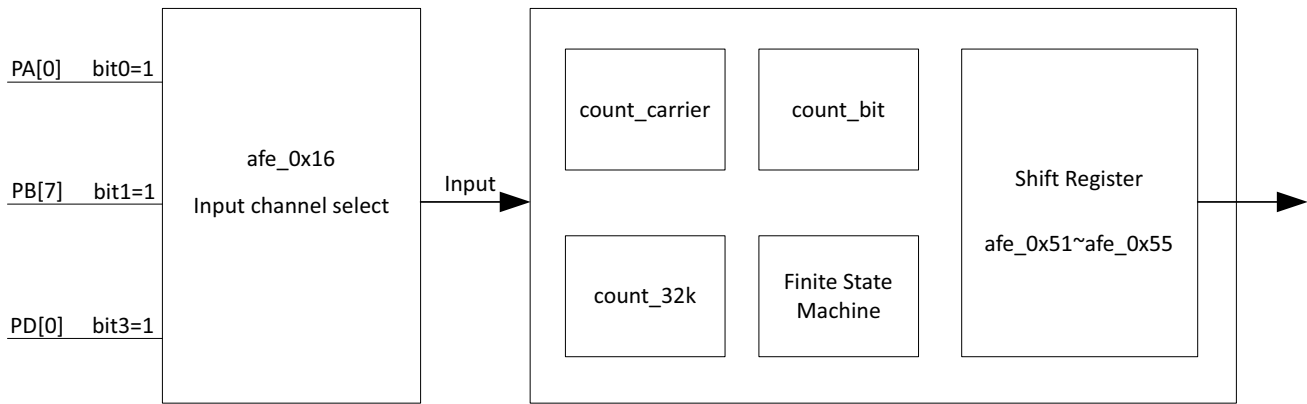 PA[0] bit0=1
PB[7] bit1=1
PD[0] bit3=1
afe_0x16
Input channel select
Input
count_carrier
count_bit
count_32k
Finite State
Machine
Shift Register
afe_0x51~afe_0x55